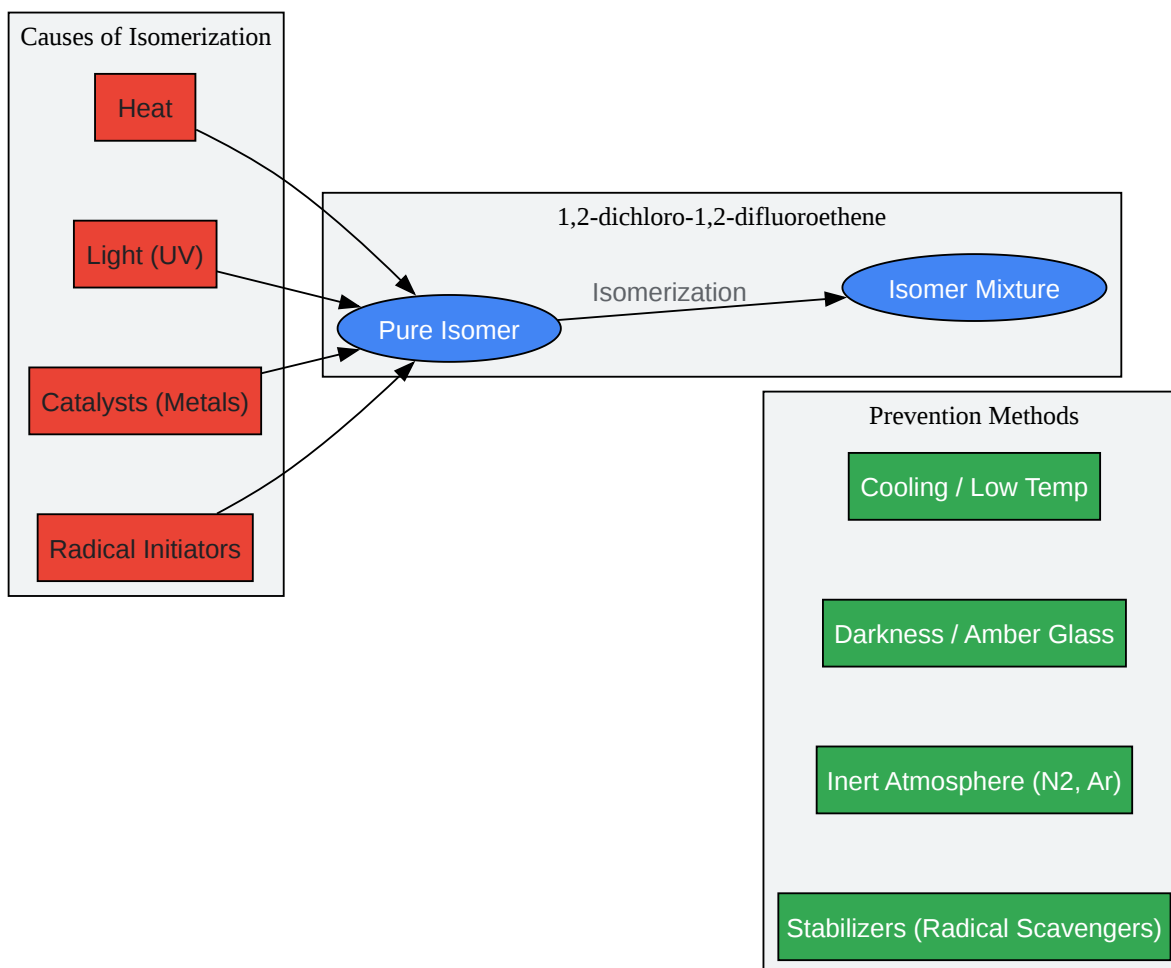 Causes of Isomerization
Heat
Light (UV)
Catalysts (Metals)
Radical Initiators
1,2-dichloro-1,2-difluoroethene
Pure Isomer
Isomerization
Isomer Mixture
Prevention Methods
Cooling / Low Temp
Darkness / Amber Glass
Inert Atmosphere (N2, Ar)
Stabilizers (Radical Scavengers)